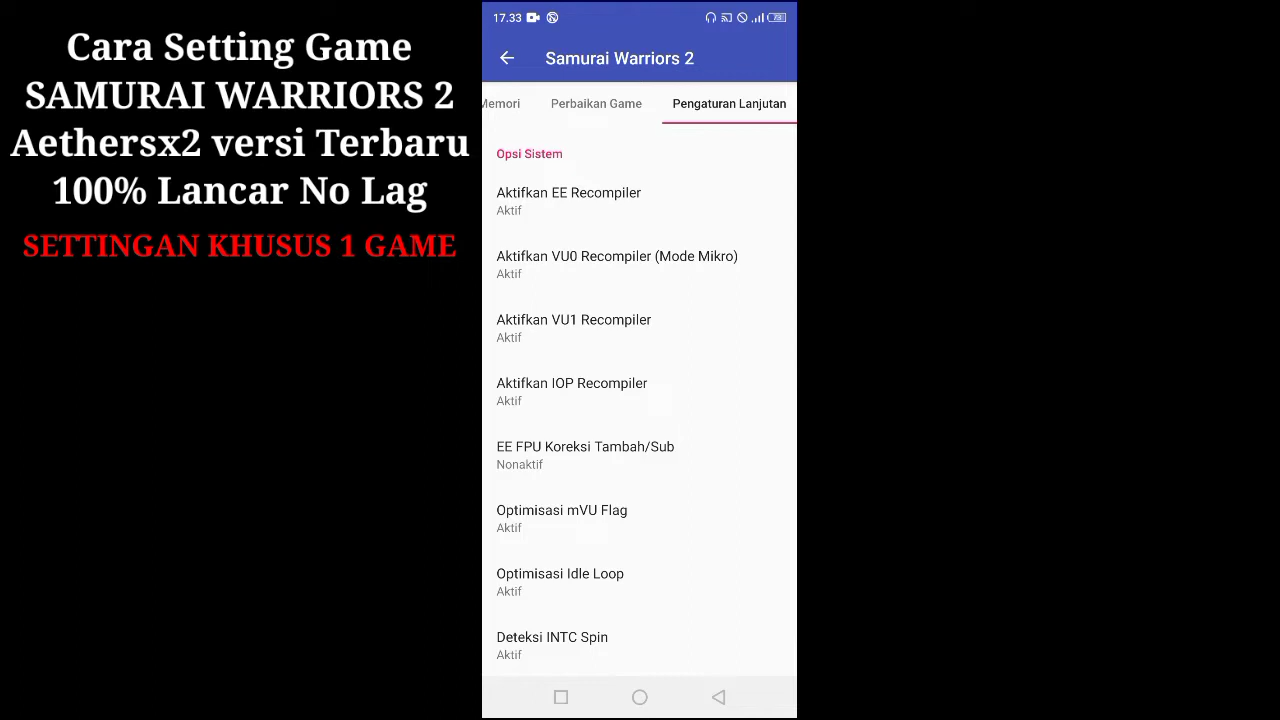 Cara Setting Game
SAMURAI WARRIORS 2
Aethersx2 versi Terbaru
100% Lancar No Lag
SETTINGAN KHUSUS 1 GAME
17.33
Samurai Warriors 2
Memori Perbaikan Game Pengaturan Lanjutan
Opsi Sistem
Aktifkan EE Recompiler
Aktif
Aktifkan VU0 Recompiler (Mode Mikro)
Aktif
Aktifkan VU1 Recompiler
Aktif
Aktifkan IOP Recompiler
Aktif
EE FPU Koreksi Tambah/Sub
Nonaktif
Optimisasi mVU Flag
Aktif
Optimisasi Idle Loop
Aktif
Deteksi INTC Spin
Aktif